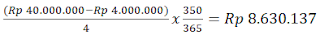 (Rp 40.000.000−Rp 4.000.000)/4 x 350/365 = Rp 8.630.137